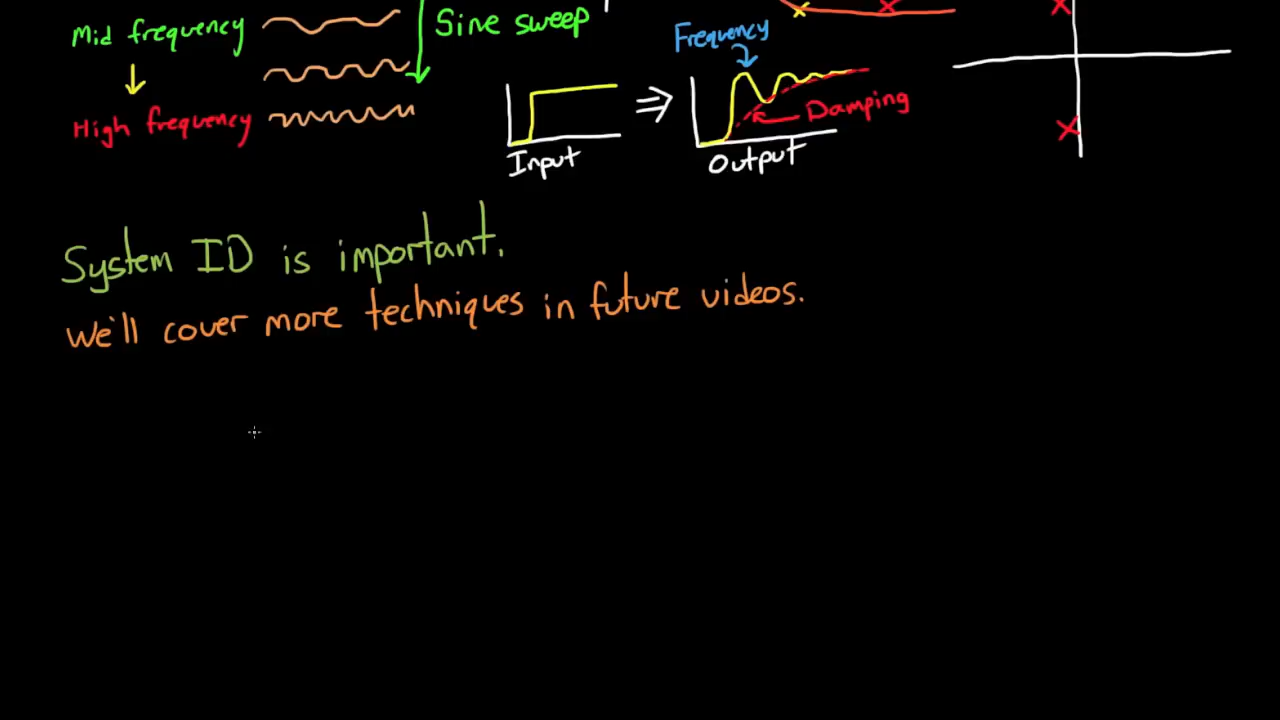 Mid frequency
Sine sweep
High frequency
Frequency
Damping
Input
Output
System ID is important.
We'll cover more techniques in future videos.